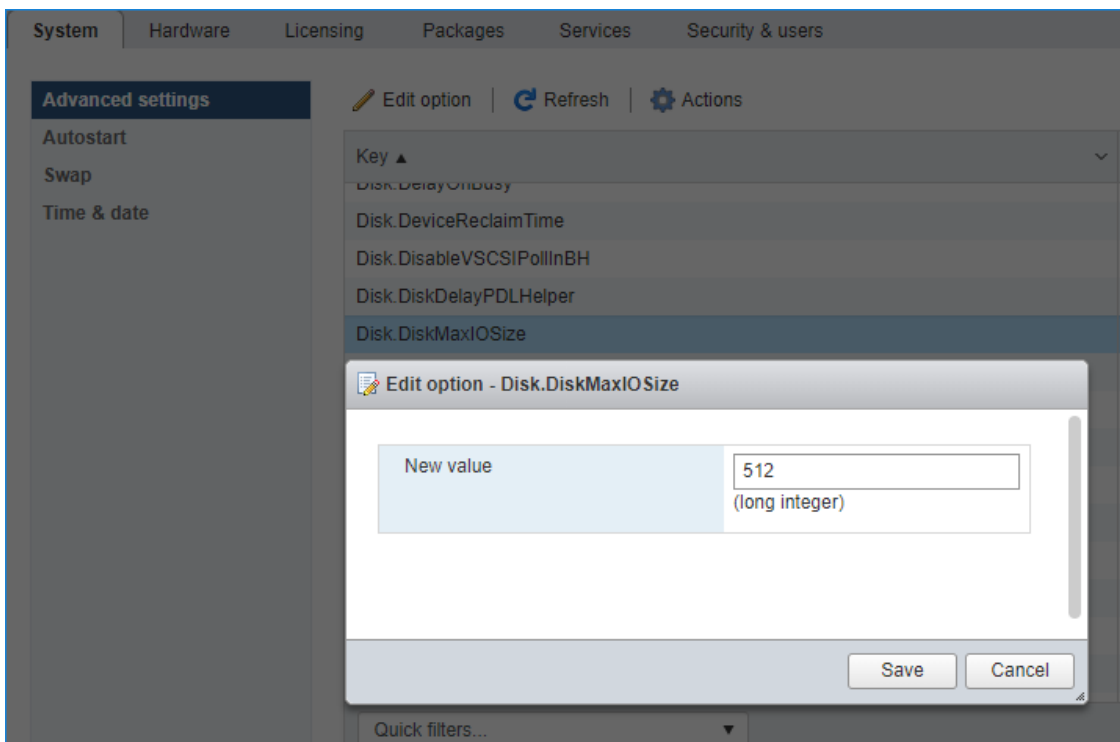 System Hardware Licensing Packages Services Security & users
Advanced settings
Autostart
Swap
Time & date
Edit option Refresh Actions
Key
Disk.DelayOnBusy
Disk.DeviceReclaimTime
Disk.DisableVSCSIPollInBH
Disk.DiskDelayPDLHelper
Disk.DiskMaxIOSize
Edit option - Disk.DiskMaxIOSize
New value 512
(long integer)
Save Cancel
Quick filters...